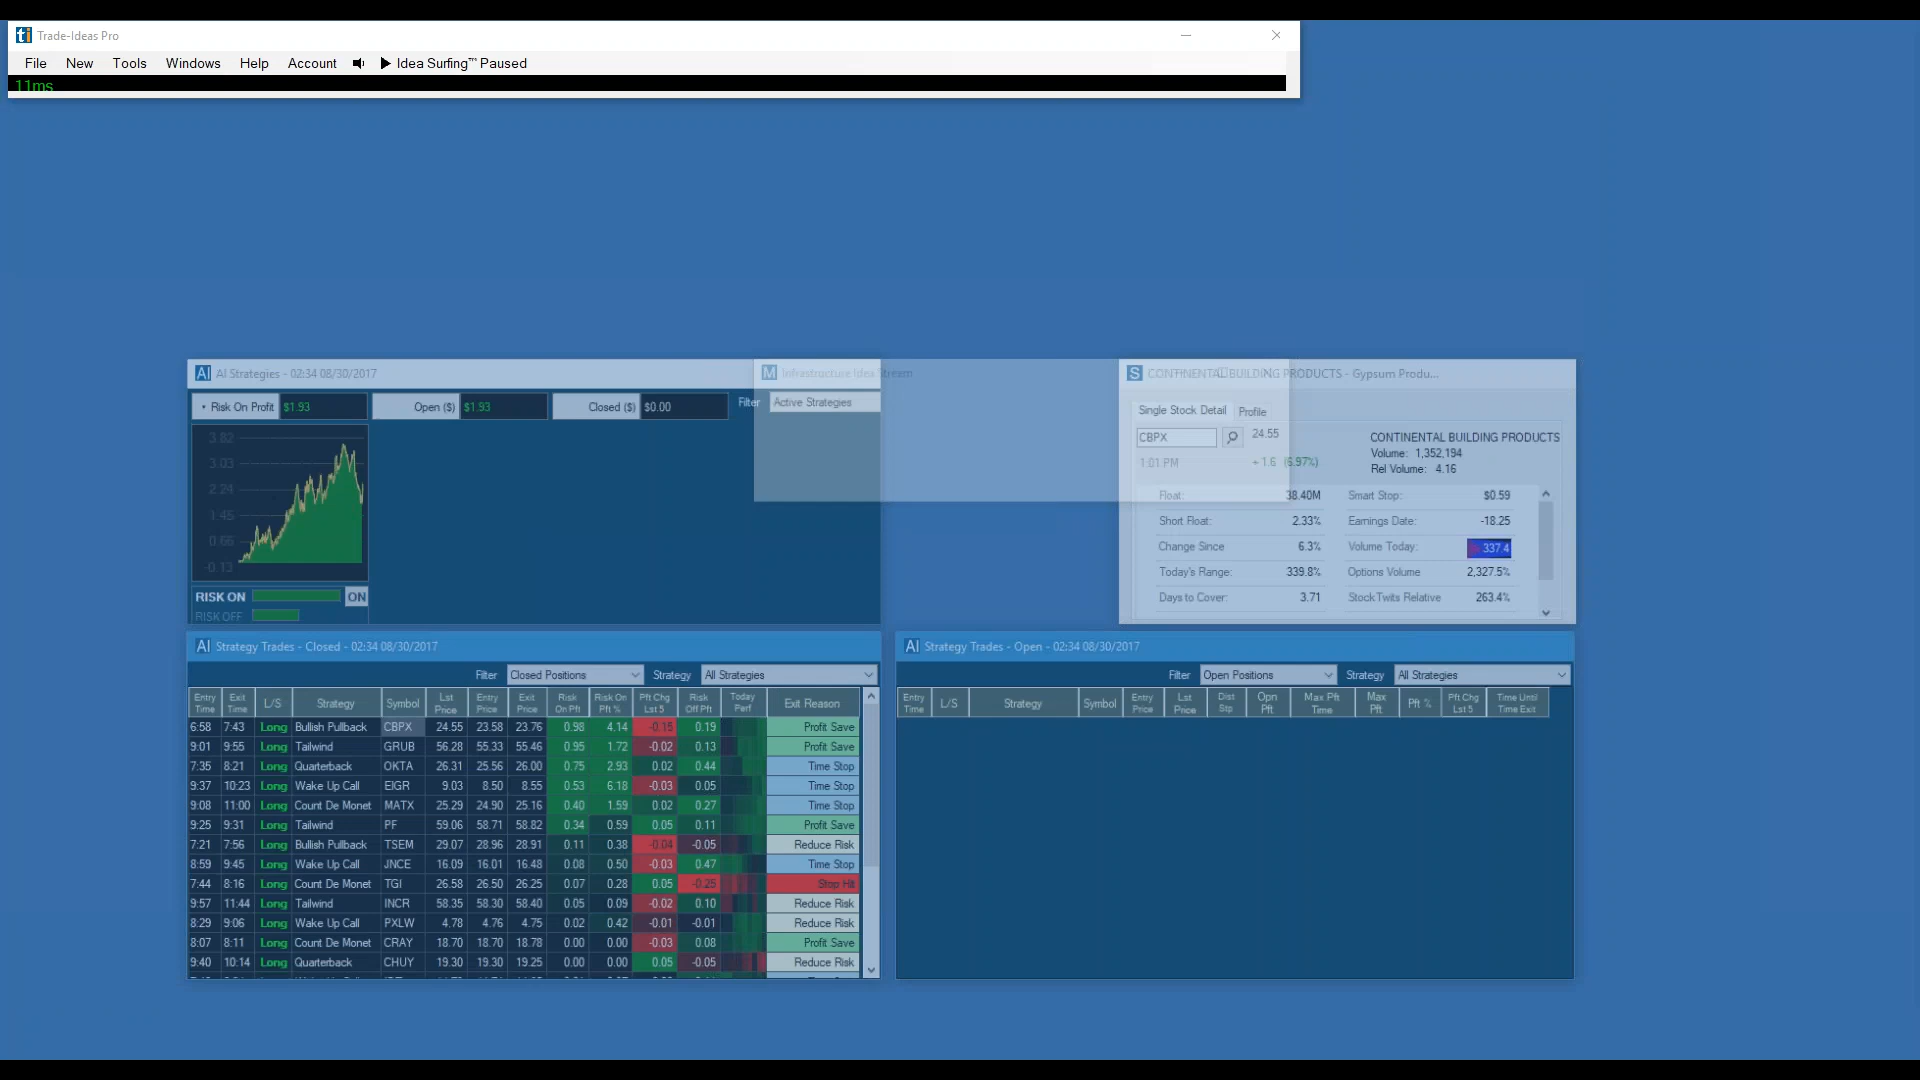 Trade-Ideas Pro
File New Tools Windows Help Account Idea Surfing™ Paused
11ms
AI AI Strategies - 02:34 08/30/2017
Risk On Profit $1.93 Open ($) $1.93 Closed ($) $0.00 Filter Active Strategies
3.82
3.03
2.24
1.45
0.66
-0.13
RISK ON ON
RISK OFF
M Infrastructure Idea Stream
S CONTINENTAL BUILDING PRODUCTS - Gypsum Produ...
Single Stock Detail Profile
CBPX 24.55 CONTINENTAL BUILDING PRODUCTS
Volume: 1,352,194
1:01 PM + 1.6 (6.97%) Rel Volume: 4.16
Float: 38.40M Smart Stop: $0.59
Short Float: 2.33% Earnings Date: -18.25
Change Since 6.3% Volume Today: 337.4
Today's Range: 339.8% Options Volume 2,327.5%
Days to Cover: 3.71 StockTwits Relative 263.4%
AI Strategy Trades - Closed - 02:34 08/30/2017
Filter Closed Positions Strategy All Strategies
Entry Time Exit Time L/S Strategy Symbol Lst Price Entry Price Exit Price Risk On Pft Risk On Pft % Pft Chg Lst 5 Risk Off Pft Today Perf Exit Reason
6:58 7:43 Long Bullish Pullback CBPX 24.55 23.58 23.76 0.98 4.14 -0.15 0.19 Profit Save
9:01 9:55 Long Tailwind GRUB 56.28 55.33 55.46 0.95 1.72 -0.02 0.13 Profit Save
7:35 8:21 Long Quarterback OKTA 26.31 25.56 26.00 0.75 2.93 0.02 0.44 Time Stop
9:37 10:23 Long Wake Up Call EIGR 9.03 8.50 8.55 0.53 6.18 -0.03 0.05 Time Stop
9:08 11:00 Long Count De Monet MATX 25.29 24.90 25.16 0.40 1.59 0.02 0.27 Time Stop
9:25 9:31 Long Tailwind PF 59.06 58.71 58.82 0.34 0.59 0.05 0.11 Profit Save
7:21 7:56 Long Bullish Pullback TSEM 29.07 28.96 28.91 0.11 0.38 -0.04 -0.05 Reduce Risk
8:59 9:45 Long Wake Up Call JNCE 16.09 16.01 16.48 0.08 0.50 -0.03 0.47 Time Stop
7:44 8:16 Long Count De Monet TGI 26.58 26.50 26.25 0.07 0.28 0.05 -0.25 Stop Hit
9:57 11:44 Long Tailwind INCR 58.35 58.30 58.40 0.05 0.09 -0.02 0.10 Reduce Risk
8:29 9:06 Long Wake Up Call PXLW 4.78 4.76 4.75 0.02 0.42 -0.01 -0.01 Reduce Risk
8:07 8:11 Long Count De Monet CRAY 18.70 18.70 18.78 0.00 0.00 -0.03 0.08 Profit Save
9:40 10:14 Long Quarterback CHUY 19.30 19.30 19.25 0.00 0.00 0.05 -0.05 Reduce Risk
AI Strategy Trades - Open - 02:34 08/30/2017
Filter Open Positions Strategy All Strategies
Entry Time L/S Strategy Symbol Entry Price Lst Price Dist Stp Opn Pft Max Pft Time Max Pft Pft % Pft Chg Lst 5 Time Until Time Exit